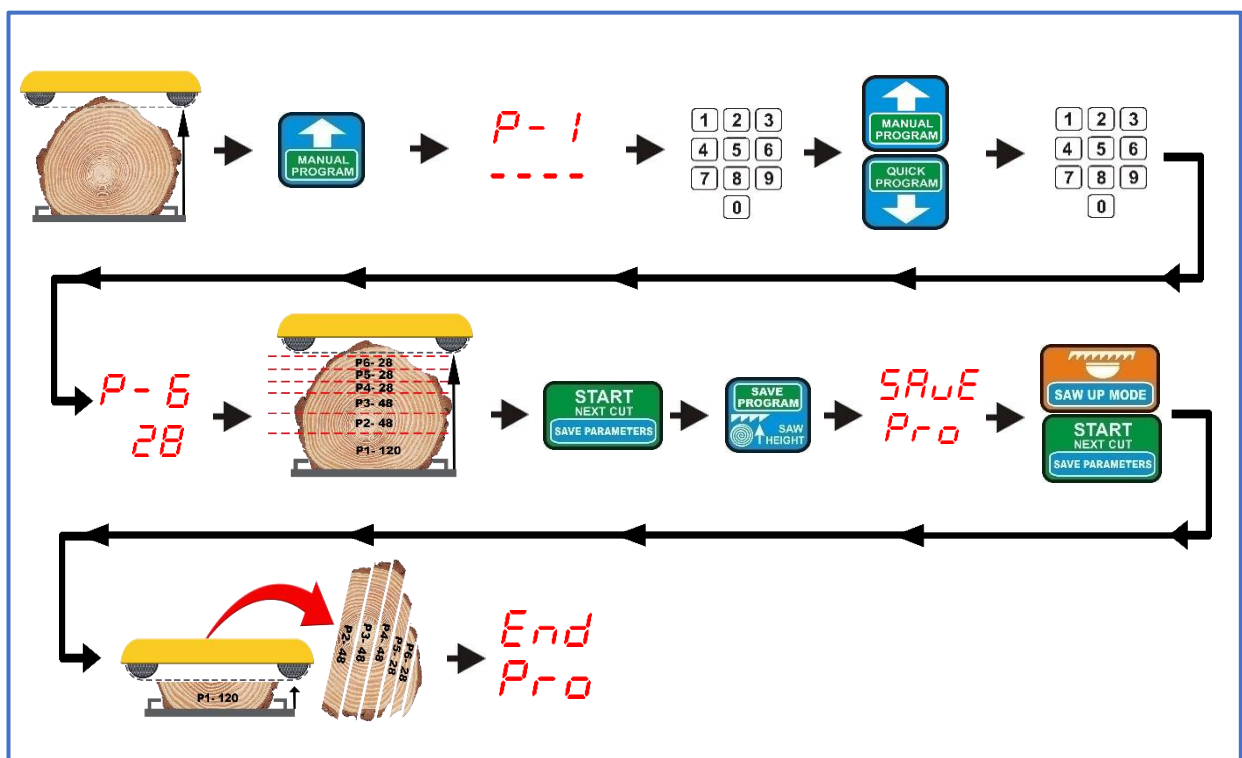 MANUAL
PROGRAM
P-1
----
1 2 3
4 5 6
7 8 9
0
MANUAL
PROGRAM
QUICK
PROGRAM
1 2 3
4 5 6
7 8 9
0
P-6
28
P6- 28
P5- 28
P4- 28
P3- 48
P2- 48
P1- 120
START
NEXT CUT
SAVE PARAMETERS
SAVE
PROGRAM
SAW
HEIGHT
SAvE
Pro
SAW UP MODE
START
NEXT CUT
SAVE PARAMETERS
P1- 120
P2- 48
P3- 48
P4- 48
P5- 28
P6- 28
End
Pro